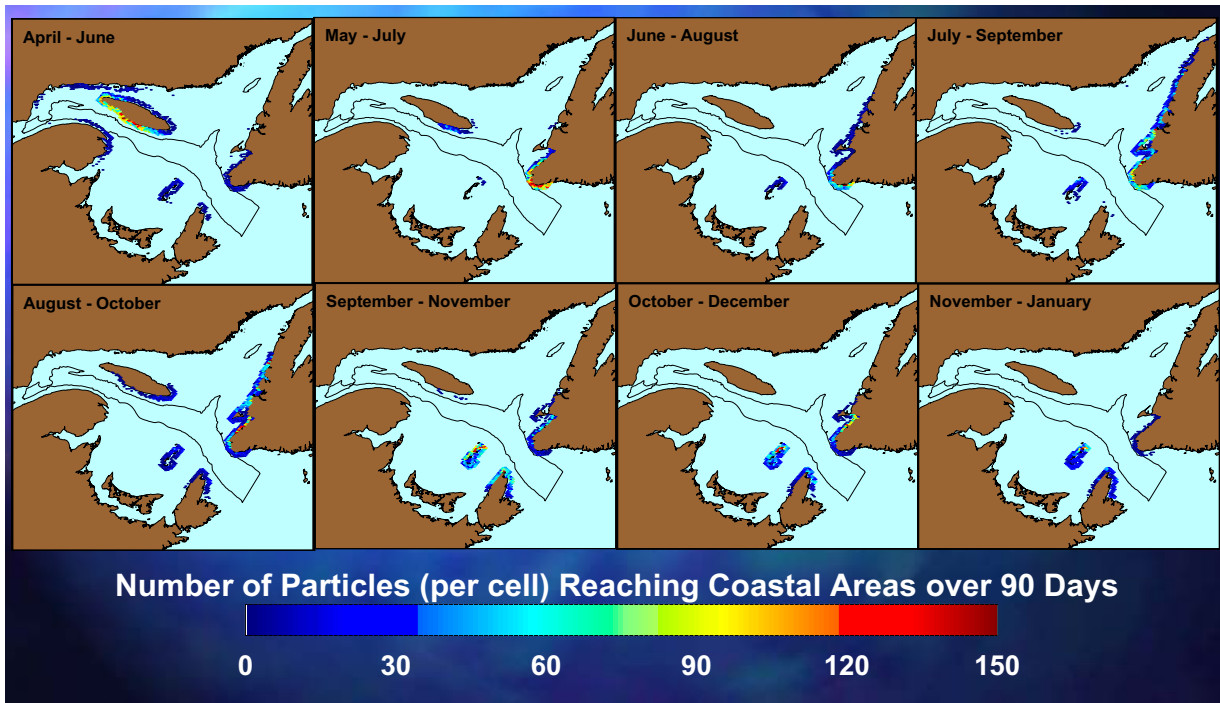 April - June
May - July
June - August
July - September
August - October
September - November
October - December
November - January
Number of Particles (per cell) Reaching Coastal Areas over 90 Days
0 30 60 90 120 150